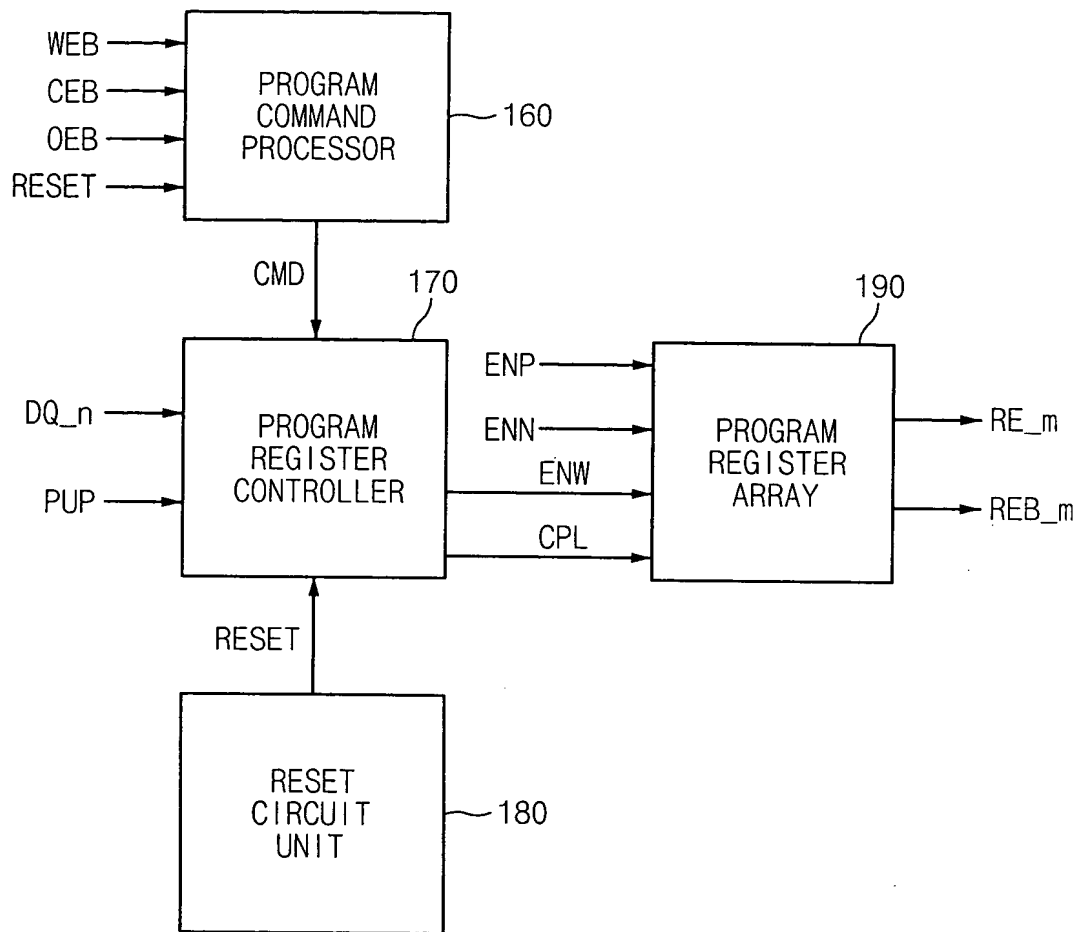 WEB
CEB
OEB
RESET
PROGRAM
COMMAND
PROCESSOR
160
CMD
170
190
DQ_n
PUP
PROGRAM
REGISTER
CONTROLLER
ENP
ENN
ENW
CPL
PROGRAM
REGISTER
ARRAY
RE_m
REB_m
RESET
RESET
CIRCUIT
UNIT
180